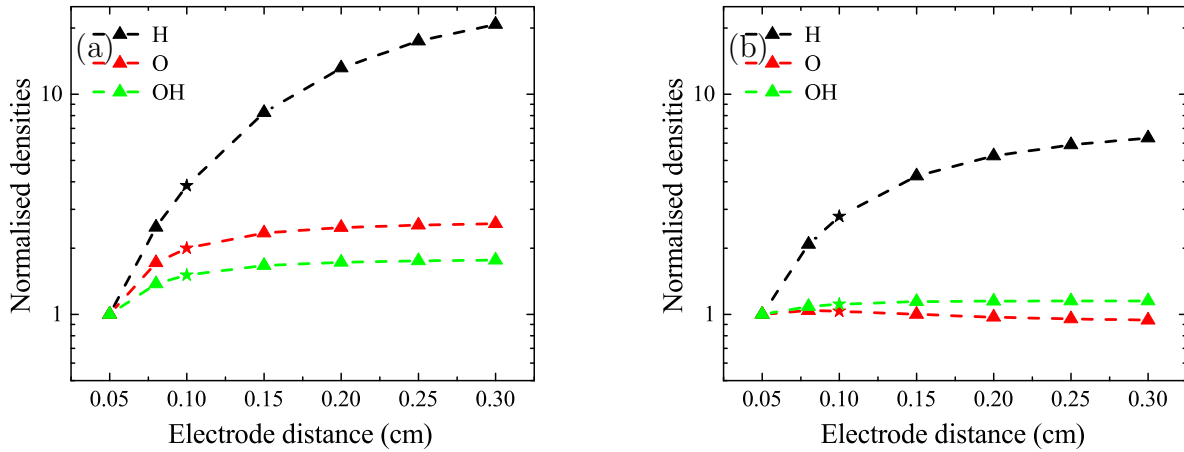 (a)
H
O
OH
Normalised densities
10
1
0.05 0.10 0.15 0.20 0.25 0.30
Electrode distance (cm)
(b)
H
O
OH
Normalised densities
10
1
0.05 0.10 0.15 0.20 0.25 0.30
Electrode distance (cm)